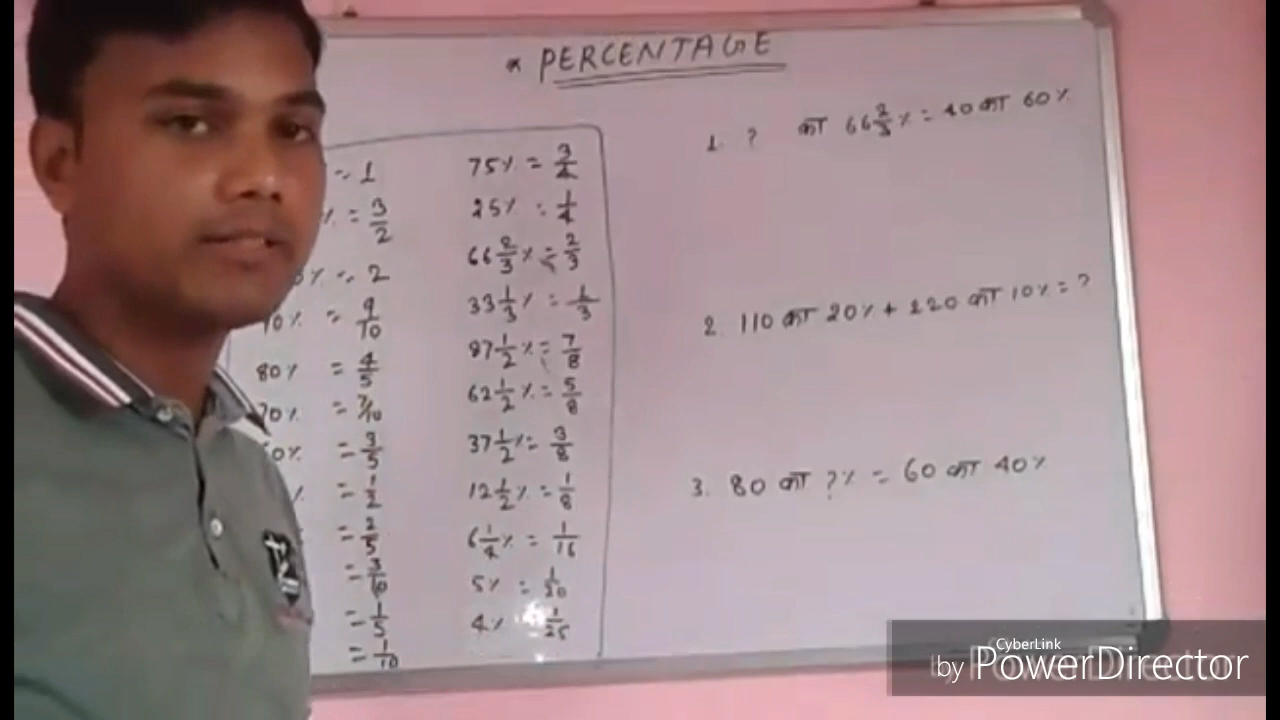 * PERCENTAGE
= 1
% = 3/2
% = 2
= 9/10
80% = 4/5
70% = 7/10
= 3/5
% = 1/2
= 2/5
= 3/10
= 1/5
= 1/10
75% = 3/4
25% = 1/4
66 2/3 % = 2/3
33 1/3 % = 1/3
87 1/2 % = 7/8
62 1/2 % = 5/8
37 1/2 % = 3/8
12 1/2 % = 1/8
6 1/4 % = 1/16
5% = 1/20
4% = 1/25
1. ? का 66 2/3 % = 40 का 60%
2. 110 का 20% + 220 का 10% = ?
3. 80 का ?% = 60 का 40%
CyberLink
by PowerDirector